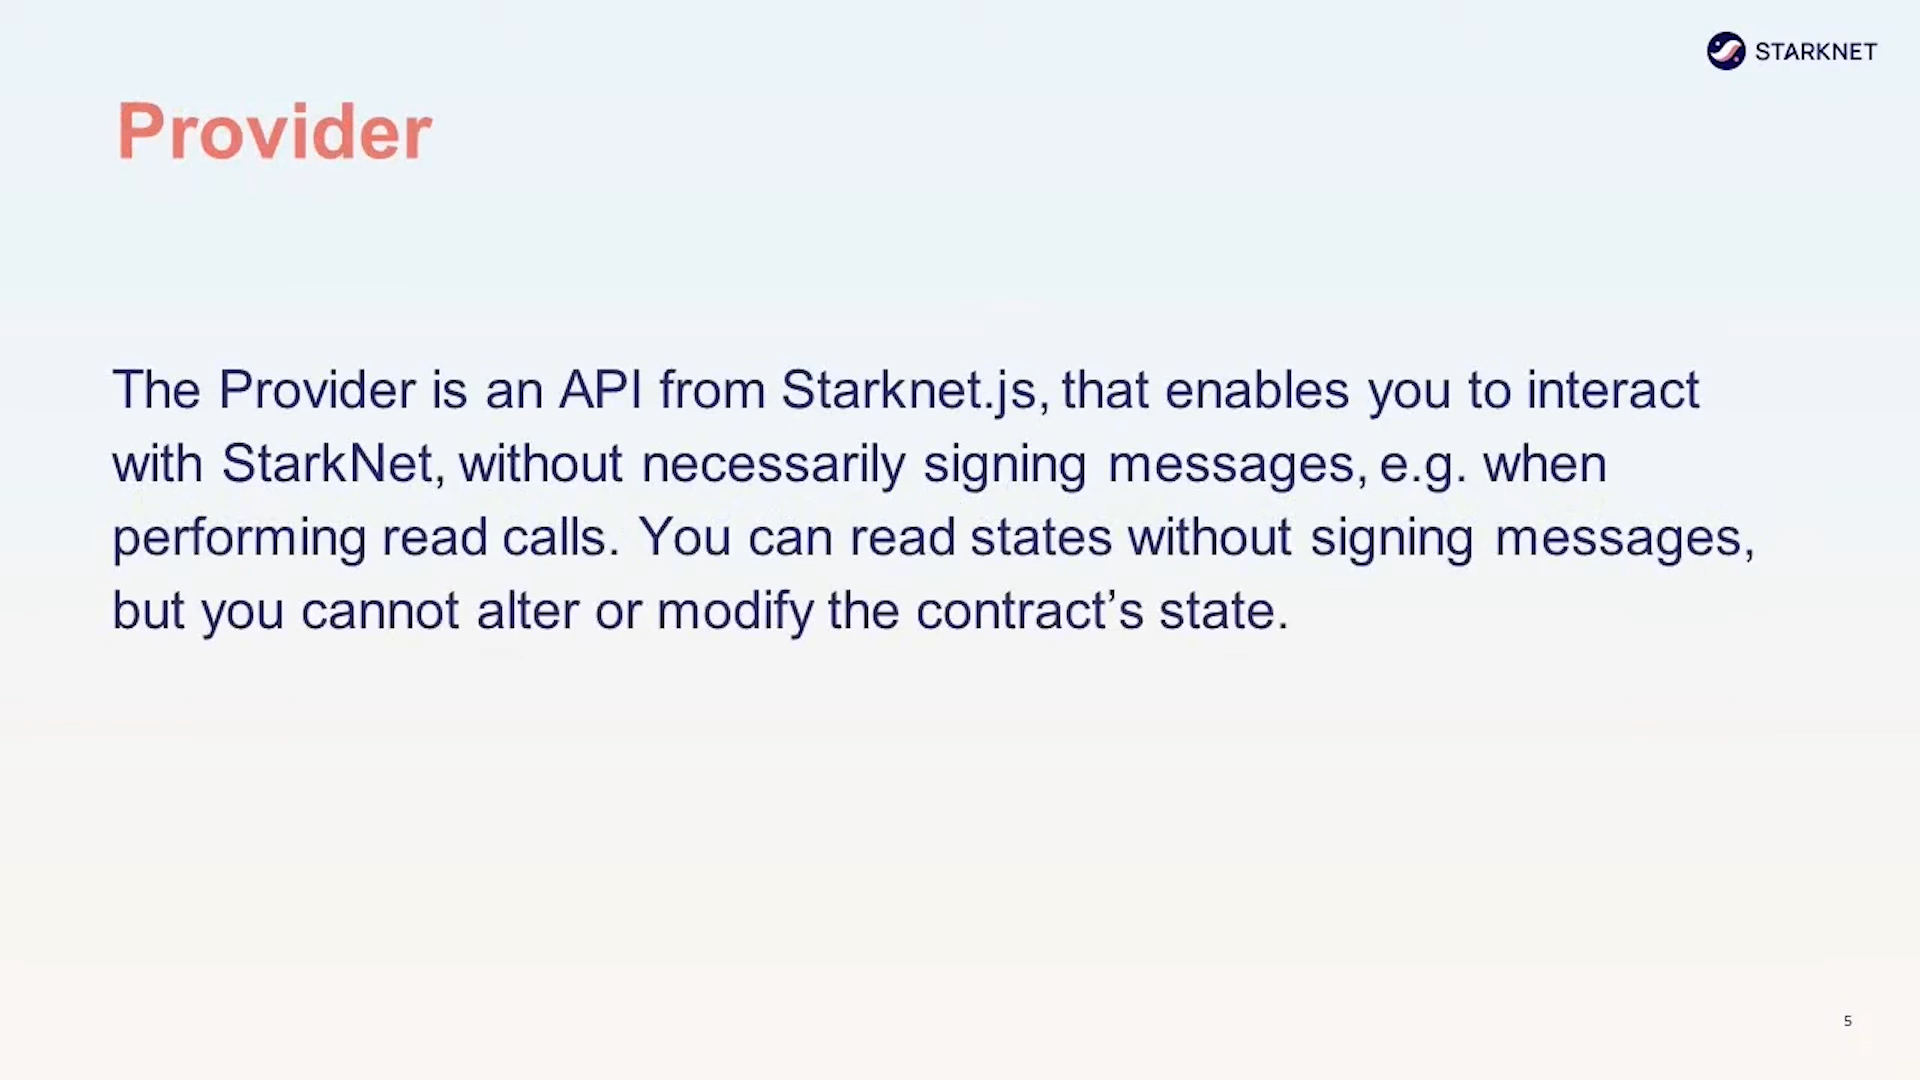 STARKNET
Provider
The Provider is an API from Starknet.js, that enables you to interact
with StarkNet, without necessarily signing messages, e.g. when
performing read calls. You can read states without signing messages,
but you cannot alter or modify the contract’s state.
5